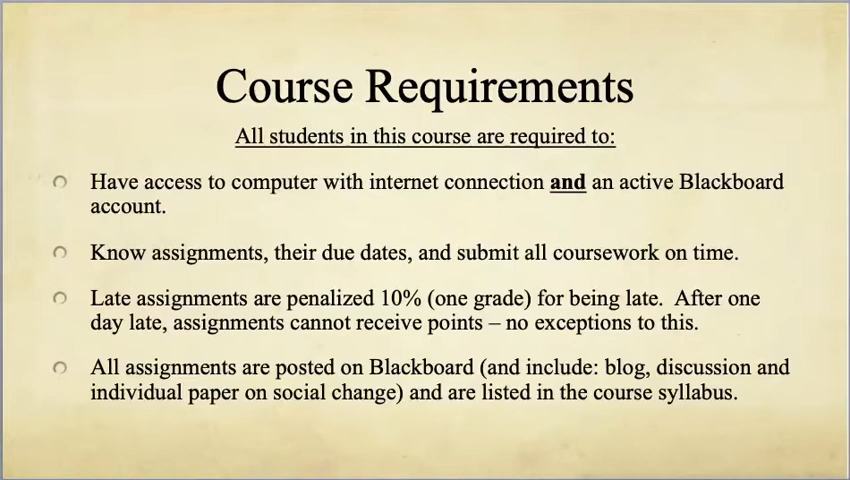 Course Requirements
All students in this course are required to:
Have access to computer with internet connection and an active Blackboard
account.
Know assignments, their due dates, and submit all coursework on time.
Late assignments are penalized 10% (one grade) for being late.  After one
day late, assignments cannot receive points – no exceptions to this.
All assignments are posted on Blackboard (and include: blog, discussion and
individual paper on social change) and are listed in the course syllabus.